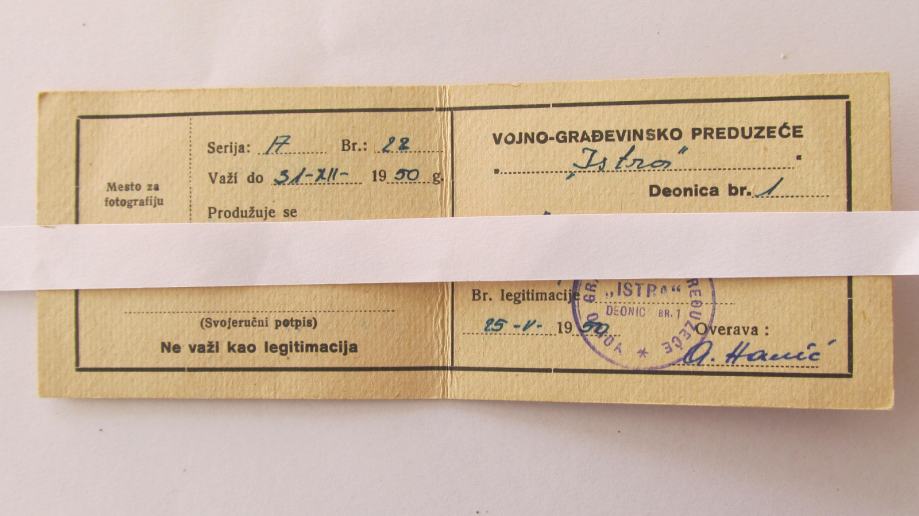 Mesto za
fotografiju
Serija: A Br.: 22
Važi do 31-XII- 1950 g.
Produžuje se
(Svojeručni potpis)
Ne važi kao legitimacija
VOJNO-GRAĐEVINSKO PREDUZEĆE
"Istra"
Deonica br. 1
Br. legitimacije
25-V- 1950
Overava :
A. Hanić
"ISTRA"
DEONIC BR. 1